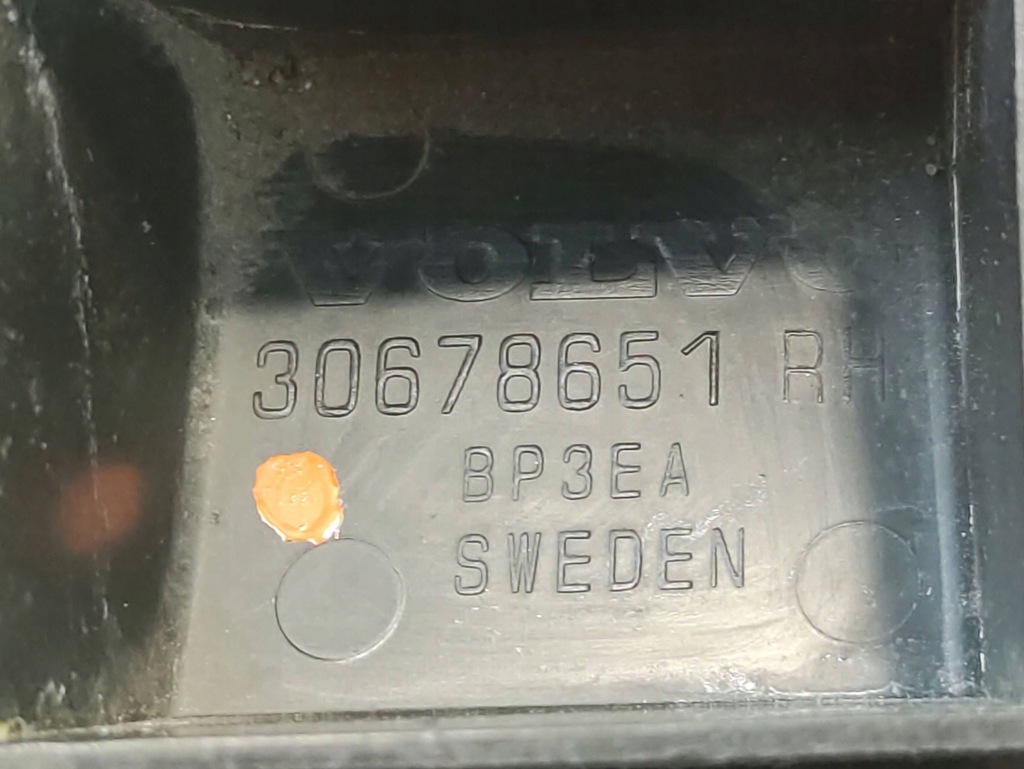 VOLVO
30678651 RH
BP3EA
SWEDEN